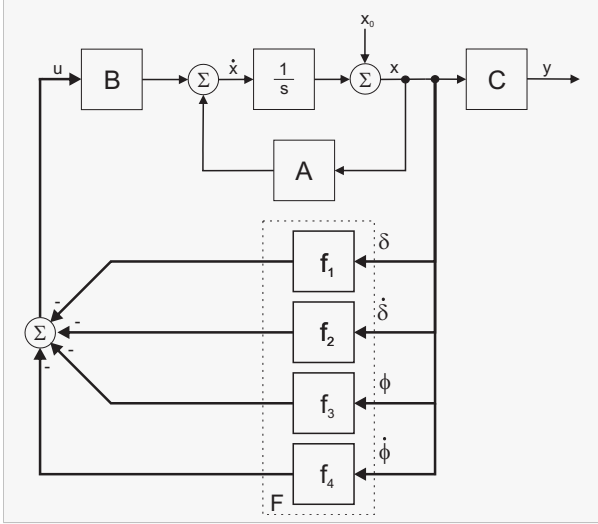 x₀
u B Σ ẋ 1/s Σ x C y
A
f₁ δ
-
- f₂ δ̇
Σ
-
- f₃ ϕ
f₄ ϕ̇
F